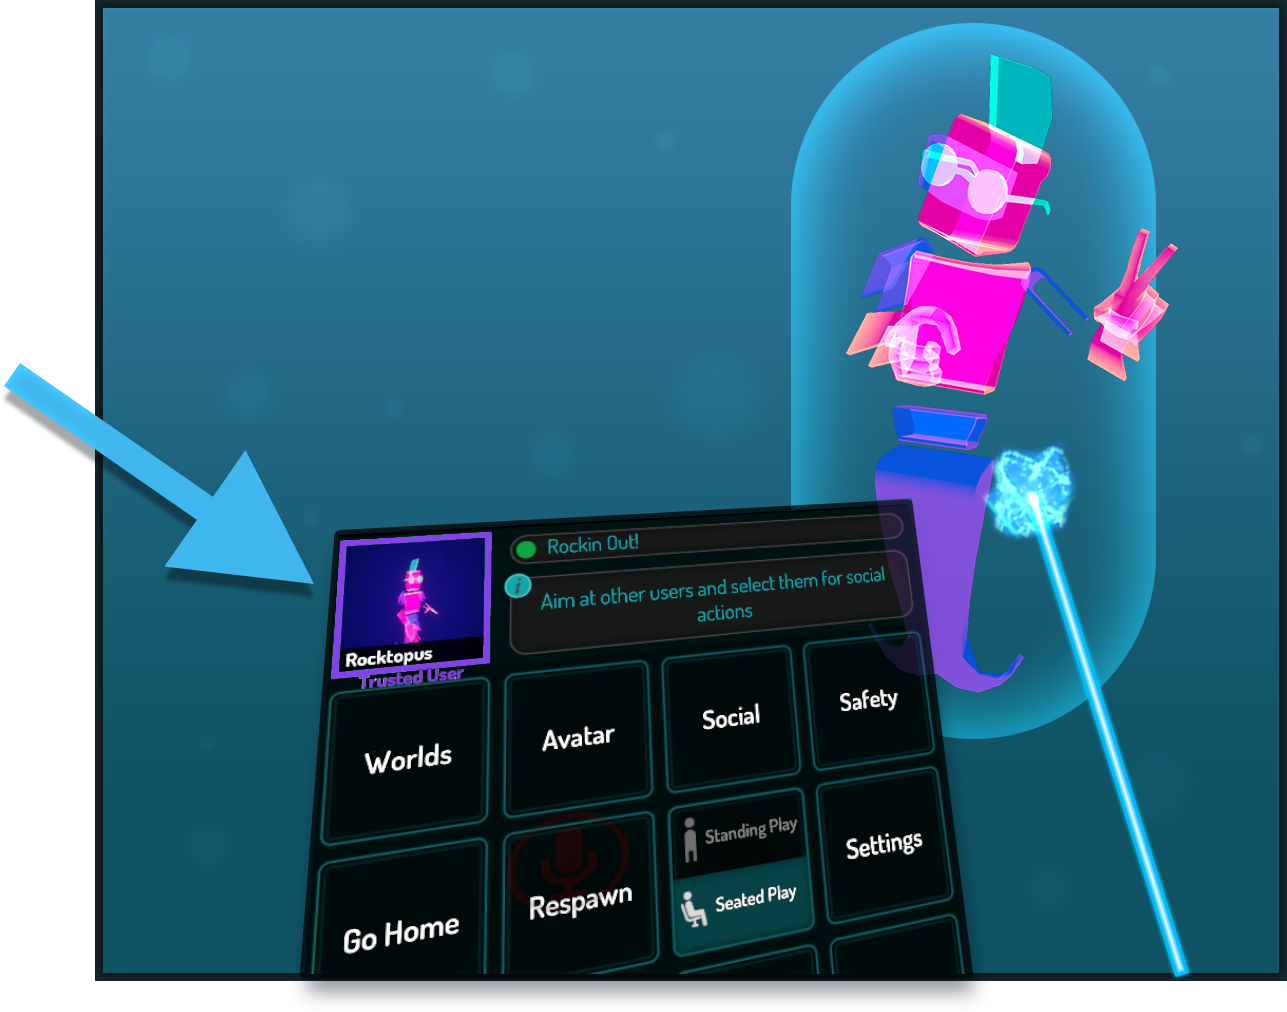 Rockin Out!
Aim at other users and select them for social
actions
Rocktopus
Trusted User
Worlds
Avatar
Social
Safety
Go Home
Respawn
Standing Play
Seated Play
Settings